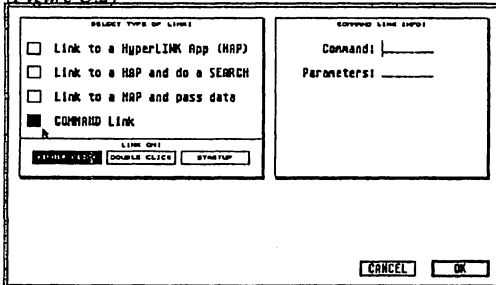 SELECT TYPE OF LINK:
Link to a HyperLINK App (HAP)
Link to a HAP and do a SEARCH
Link to a HAP and pass data
COMMAND Link
LINK ON:
DOUBLE CLICK STARTUP
COMMAND LINK INFO:
Command:
Parameters:
CANCEL OK